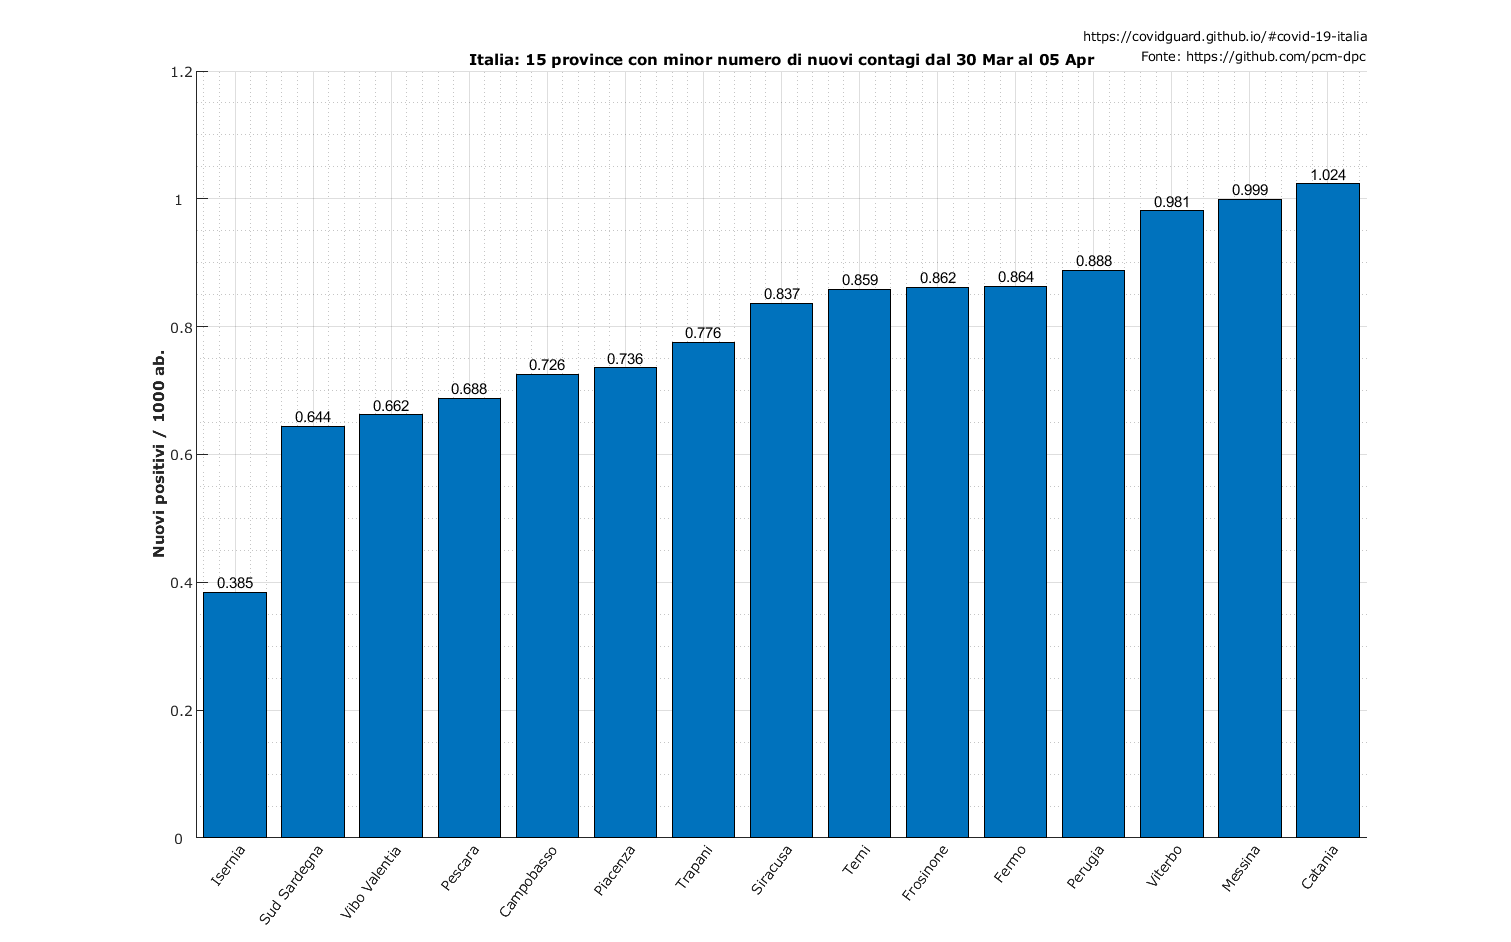 https://covidguard.github.io/#covid-19-italia
Italia: 15 province con minor numero di nuovi contagi dal 30 Mar al 05 Apr
Fonte: https://github.com/pcm-dpc
Nuovi positivi / 1000 ab.
1.2
1
0.8
0.6
0.4
0.2
0
0.385
0.644
0.662
0.688
0.726
0.736
0.776
0.837
0.859
0.862
0.864
0.888
0.981
0.999
1.024
Isernia
Sud Sardegna
Vibo Valentia
Pescara
Campobasso
Piacenza
Trapani
Siracusa
Terni
Frosinone
Fermo
Perugia
Viterbo
Messina
Catania